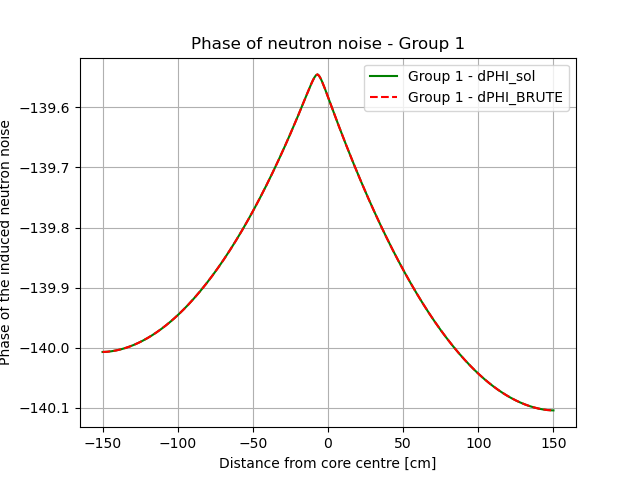 Phase of neutron noise - Group 1
Group 1 - dPHI_sol
Group 1 - dPHI_BRUTE
Phase of the induced neutron noise
−139.6
−139.7
−139.8
−139.9
−140.0
−140.1
−150
−100
−50
0
50
100
150
Distance from core centre [cm]